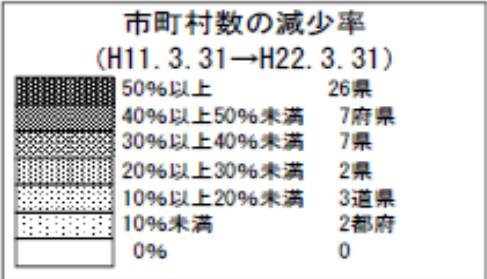 市町村数の減少率
(H11.3.31→H22.3.31)
50%以上 26県
40%以上50%未満 7府県
30%以上40%未満 7県
20%以上30%未満 2県
10%以上20%未満 3道県
10%未満 2都府
0% 0